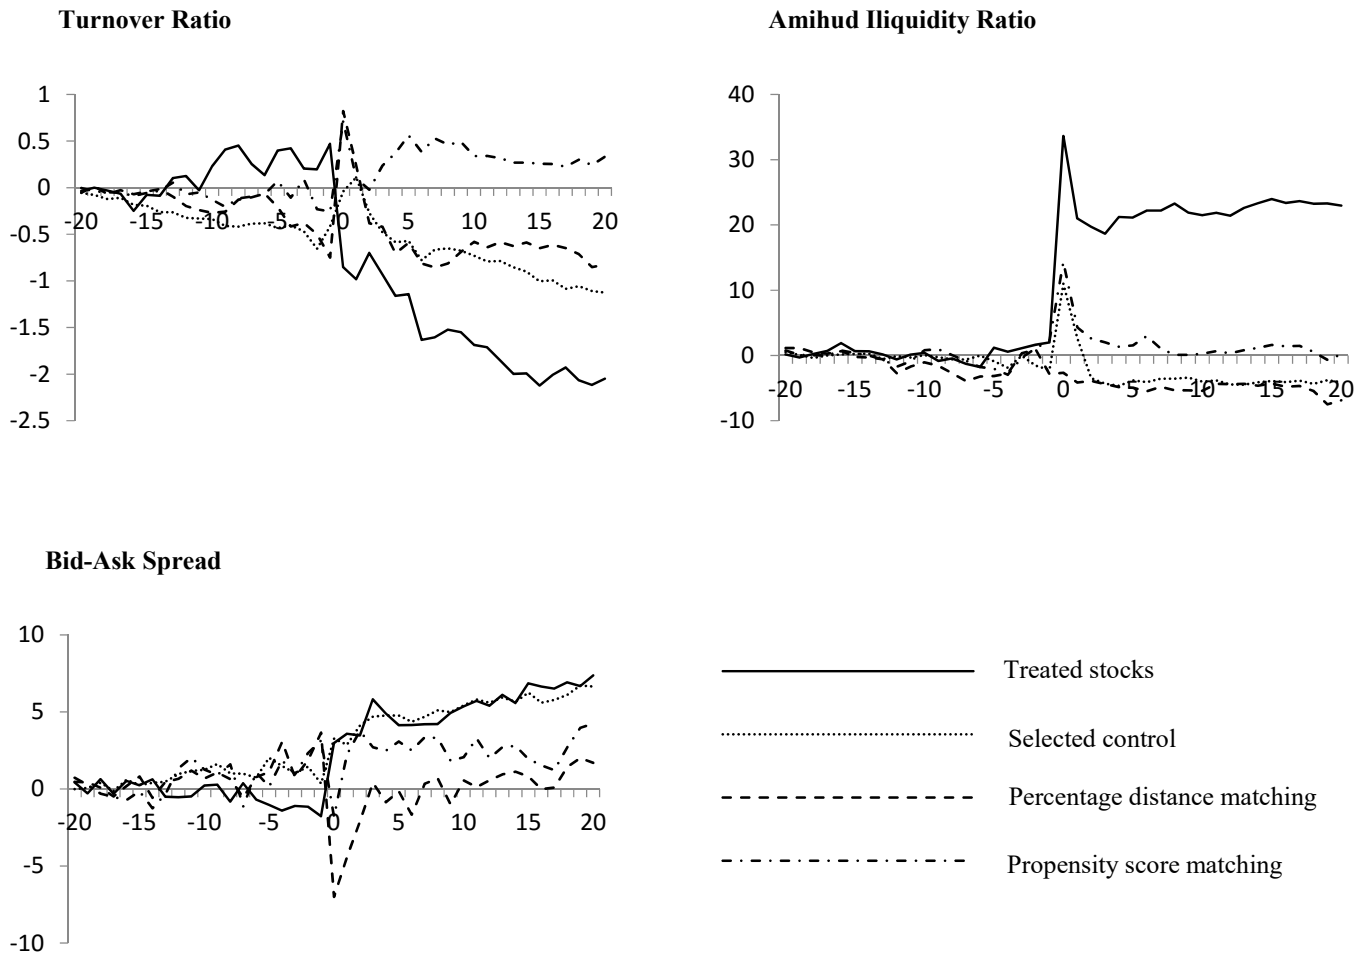 Turnover Ratio
1
0.5
0
-0.5
-1
-1.5
-2
-2.5
-20 -15 -10 -5 0 5 10 15 20
Amihud Iliquidity Ratio
40
30
20
10
0
-10
-20 -15 -10 -5 0 5 10 15 20
Bid-Ask Spread
10
5
0
-5
-10
-20 -15 -10 -5 0 5 10 15 20
Treated stocks
Selected control
Percentage distance matching
Propensity score matching